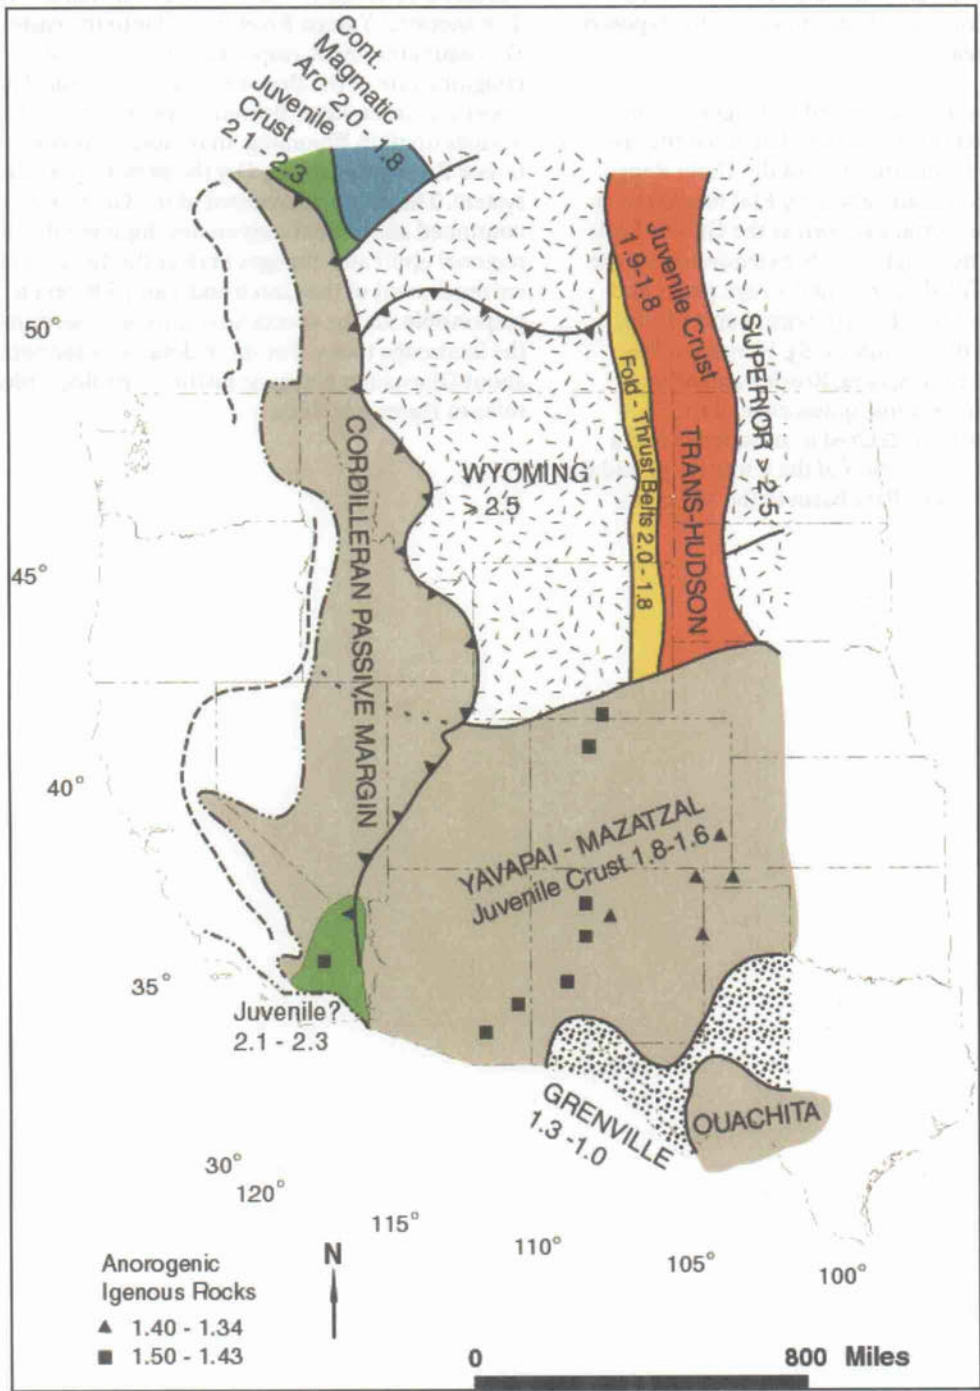 Cont.
Magmatic
Arc 2.0 - 1.8
Juvenile
Crust
2.1 - 2.3
50°
45°
40°
35°
30°
120°
115°
110°
105°
100°
Juvenile Crust
1.9-1.8
TRANS-HUDSON
Fold - Thrust Belts 2.0 - 1.8
SUPERIOR > 2.5
WYOMING
> 2.5
CORDILLERAN PASSIVE MARGIN
YAVAPAI - MAZATZAL
Juvenile Crust 1.8-1.6
Juvenile?
2.1 - 2.3
GRENVILLE
1.3 -1.0
OUACHITA
Anorogenic
Igenous Rocks
1.40 - 1.34
1.50 - 1.43
N
0
800 Miles